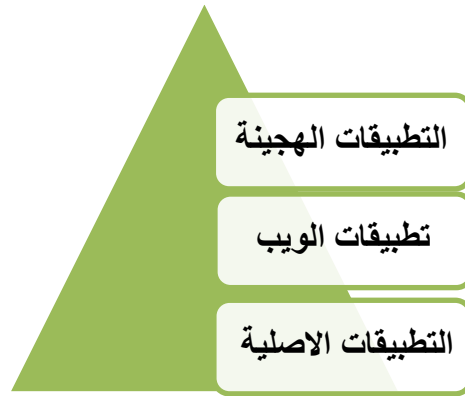 التطبيقات الهجينة
تطبيقات الويب
التطبيقات الاصلية